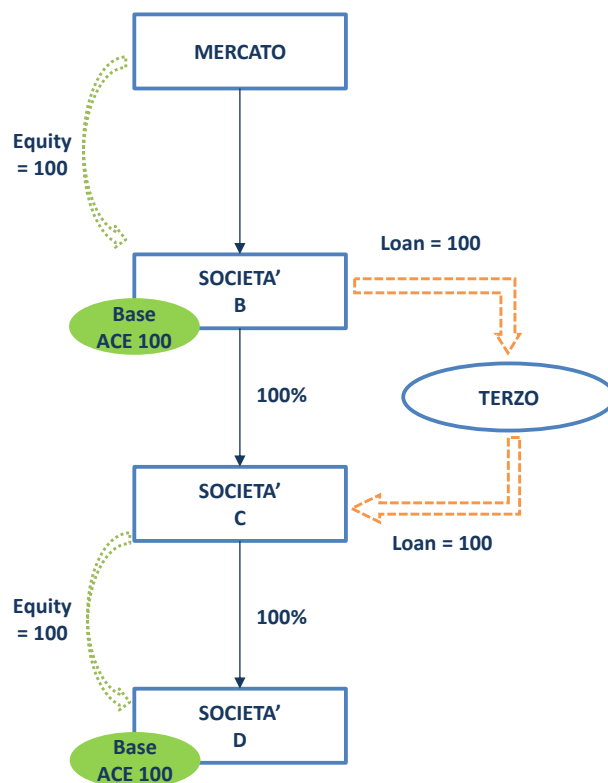 MERCATO
Equity
= 100
Loan = 100
SOCIETA’
B
Base
ACE 100
TERZO
100%
SOCIETA’
C
Loan = 100
Equity
= 100
100%
SOCIETA’
D
Base
ACE 100